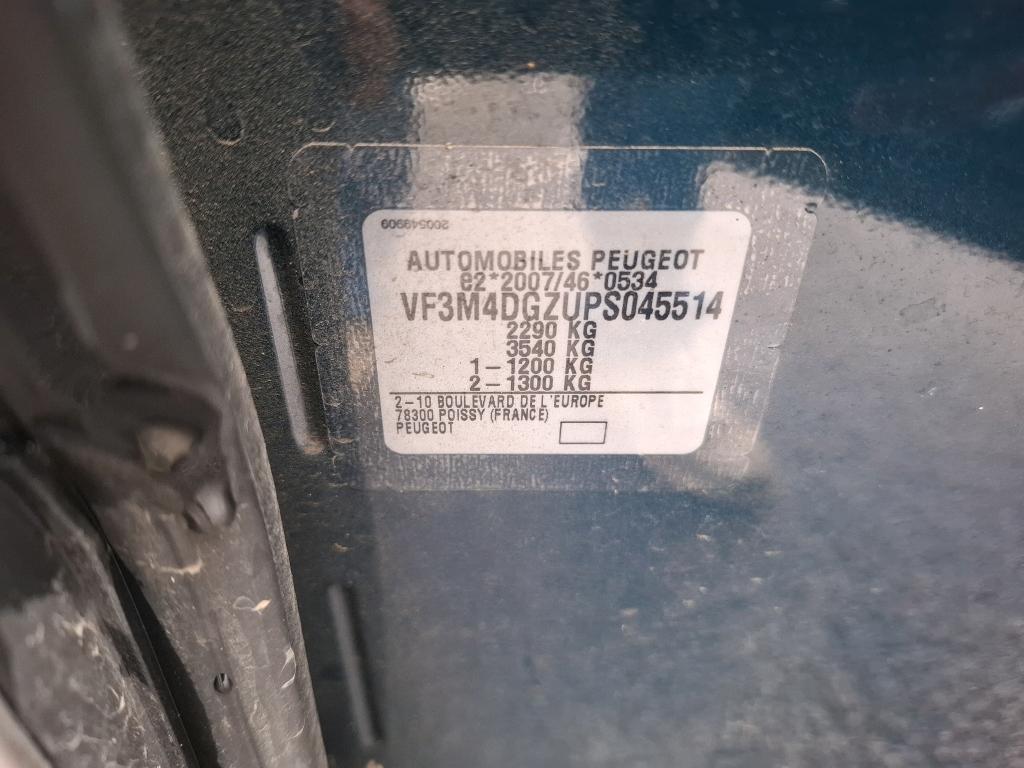 200549909
AUTOMOBILES PEUGEOT
e2*2007/46*0534
VF3M4DGZUPS045514
2290 KG
3540 KG
1-1200 KG
2-1300 KG
2-10 BOULEVARD DE L'EUROPE
78300 POISSY (FRANCE)
PEUGEOT